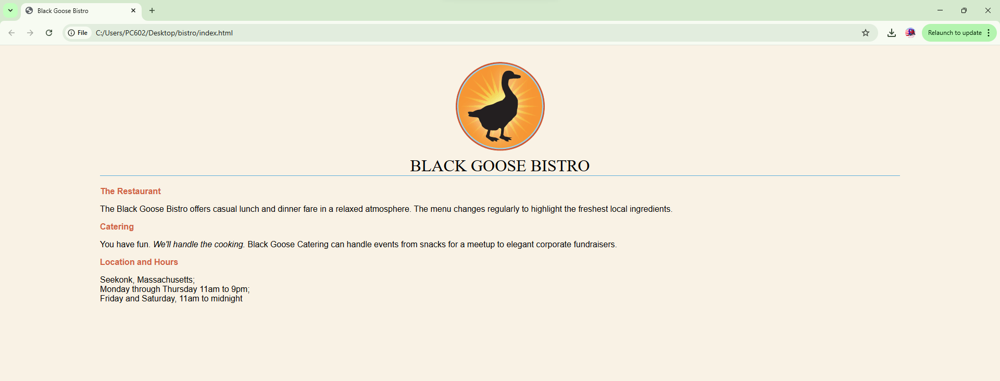 Black Goose Bistro
File
C:/Users/PC602/Desktop/bistro/index.html
Relaunch to update
BLACK GOOSE BISTRO
The Restaurant
The Black Goose Bistro offers casual lunch and dinner fare in a relaxed atmosphere. The menu changes regularly to highlight the freshest local ingredients.
Catering
You have fun. We'll handle the cooking. Black Goose Catering can handle events from snacks for a meetup to elegant corporate fundraisers.
Location and Hours
Seekonk, Massachusetts;
Monday through Thursday 11am to 9pm;
Friday and Saturday, 11am to midnight